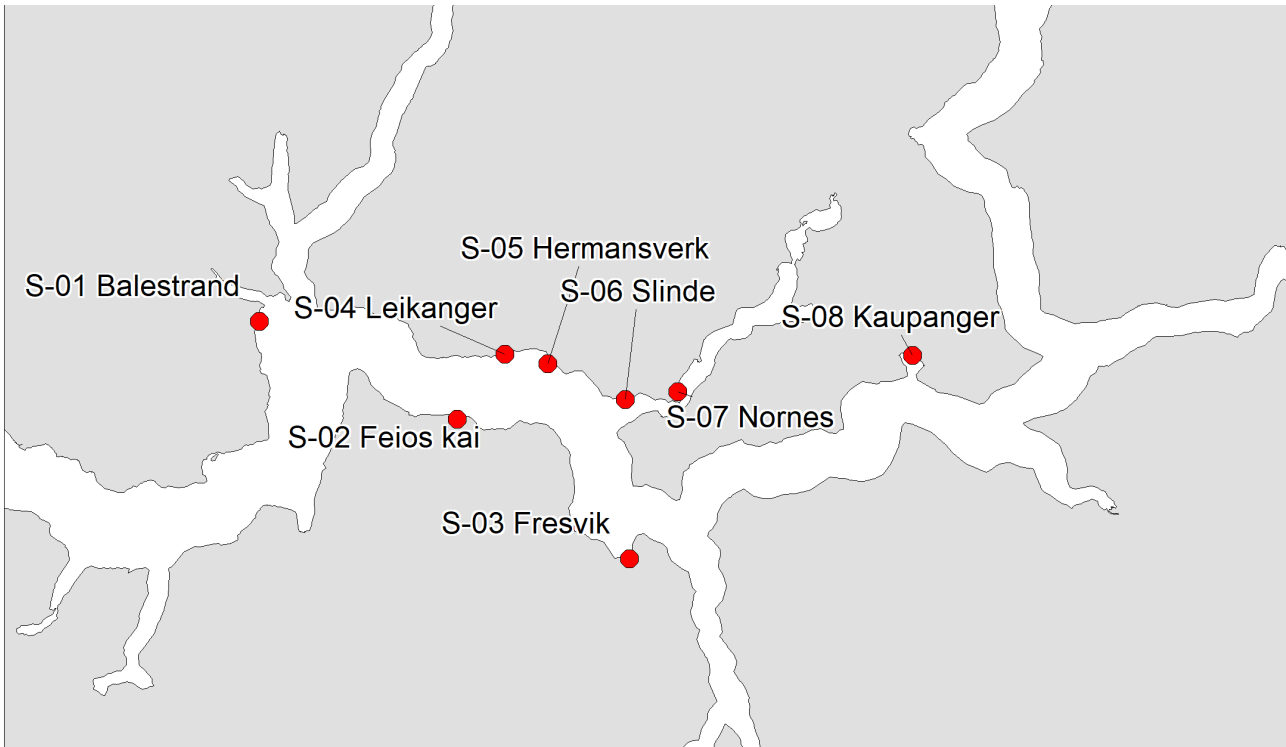 S-05 Hermansverk
S-01 Balestrand
S-06 Slinde
S-04 Leikanger
S-08 Kaupanger
S-07 Nornes
S-02 Feios kai
S-03 Fresvik